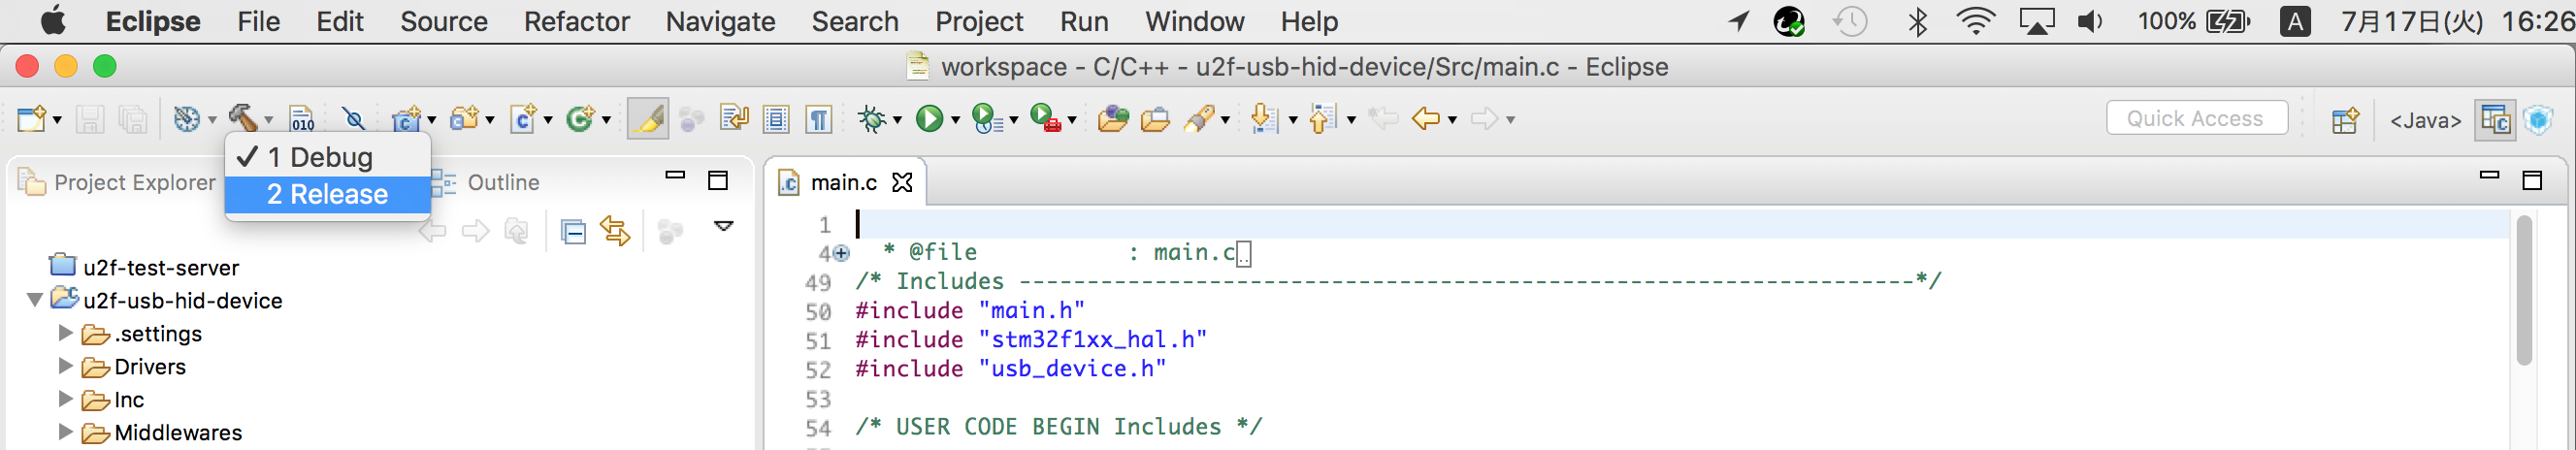 Eclipse File Edit Source Refactor Navigate Search Project Run Window Help 100% A 7月17日(火) 16:26
workspace - C/C++ - u2f-usb-hid-device/Src/main.c - Eclipse
010 Quick Access <Java>
✓ 1 Debug
2 Release
Project Explorer Outline
u2f-test-server
u2f-usb-hid-device
.settings
Drivers
Inc
Middlewares
main.c
1
4 * @file : main.c
49 /* Includes ------------------------------------------------------------------*/
50 #include "main.h"
51 #include "stm32f1xx_hal.h"
52 #include "usb_device.h"
53
54 /* USER CODE BEGIN Includes */